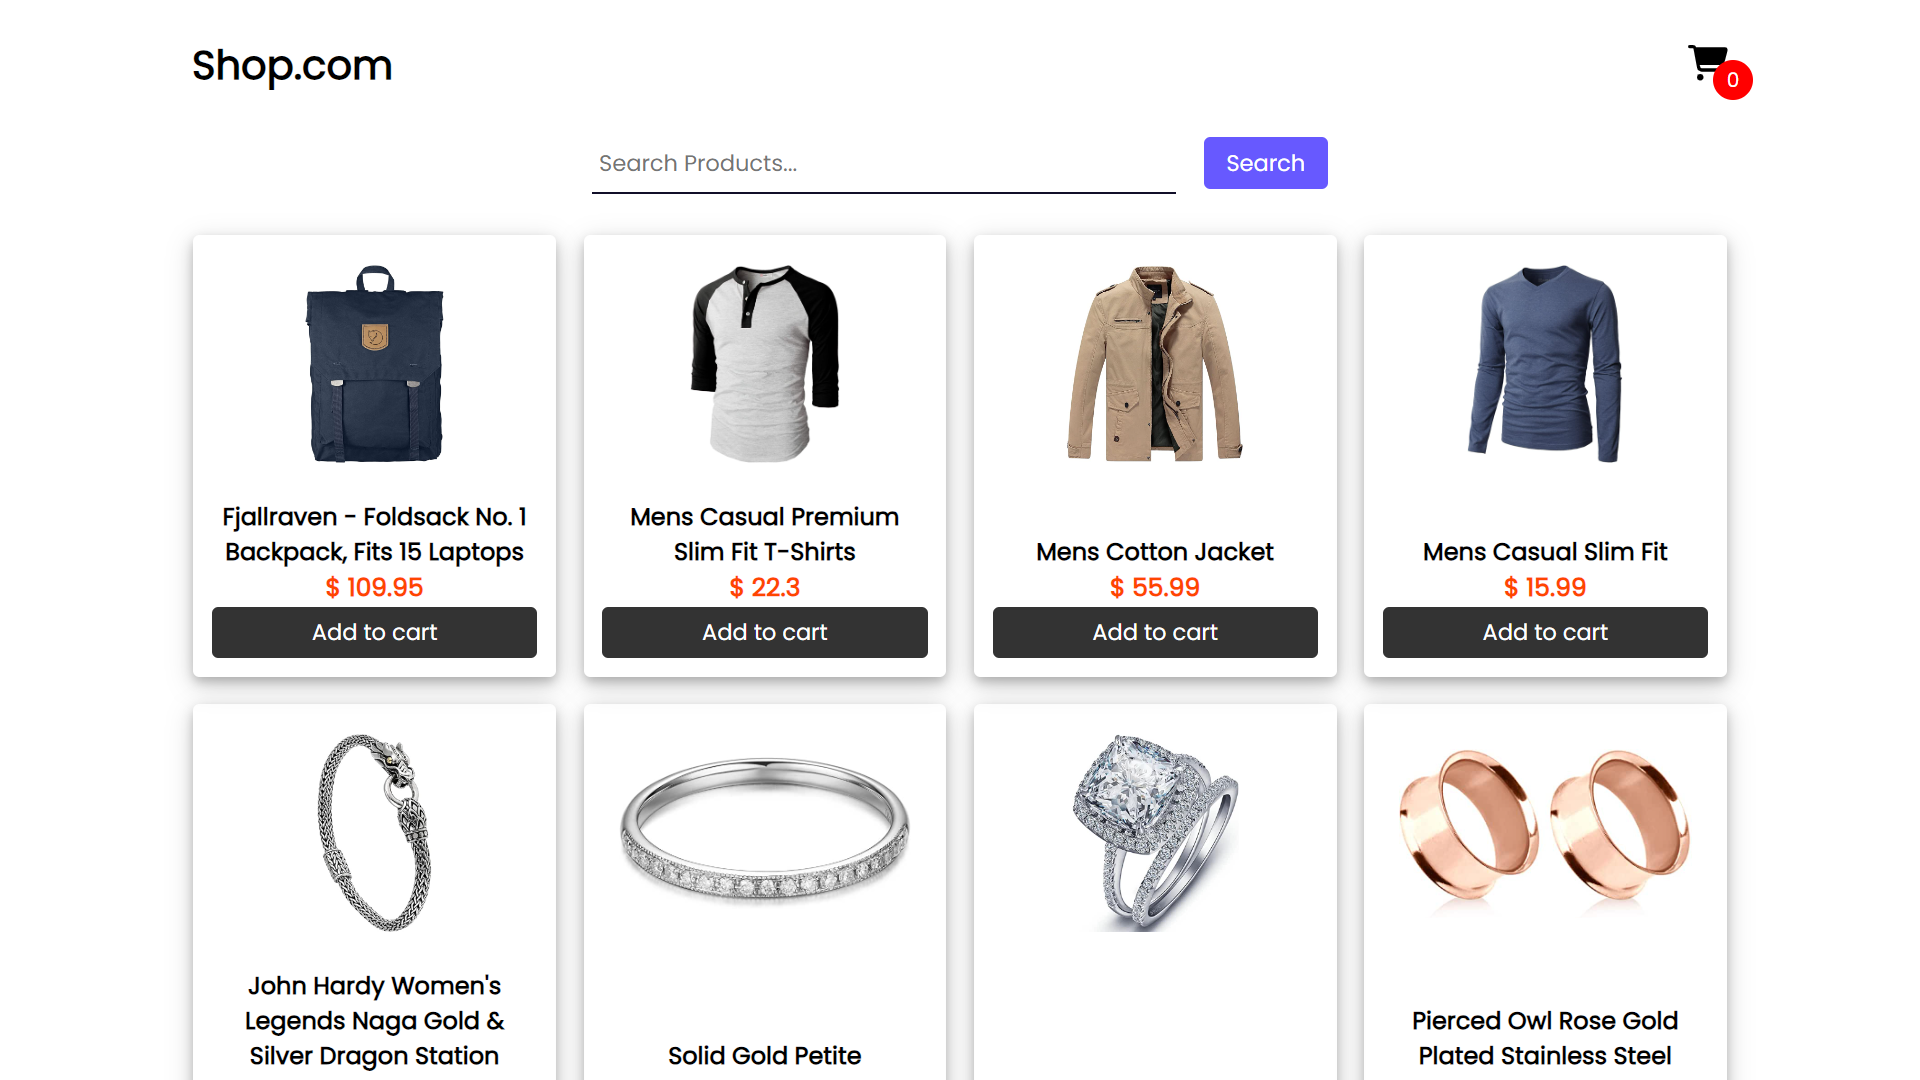 Shop.com
0
Search Products...
Search
Fjallraven - Foldsack No. 1
Backpack, Fits 15 Laptops
$ 109.95
Add to cart
Mens Casual Premium
Slim Fit T-Shirts
$ 22.3
Add to cart
Mens Cotton Jacket
$ 55.99
Add to cart
Mens Casual Slim Fit
$ 15.99
Add to cart
John Hardy Women's
Legends Naga Gold &
Silver Dragon Station
Solid Gold Petite
Pierced Owl Rose Gold
Plated Stainless Steel